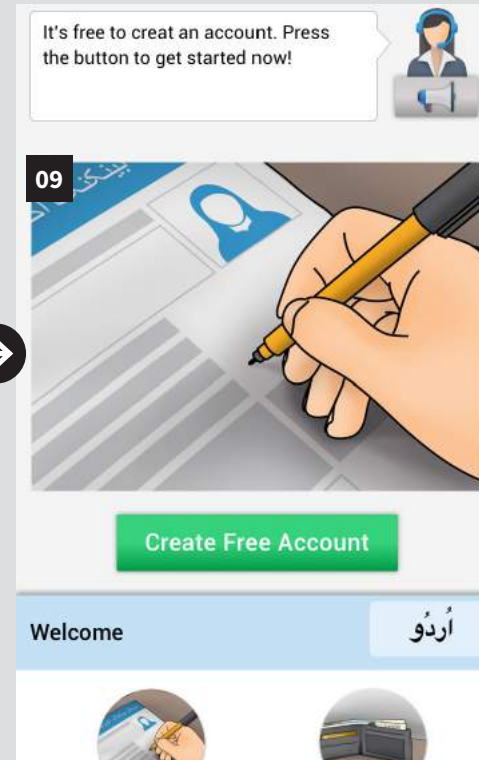 It's free to creat an account. Press
the button to get started now!
09
Create Free Account
Welcome
اُردُو